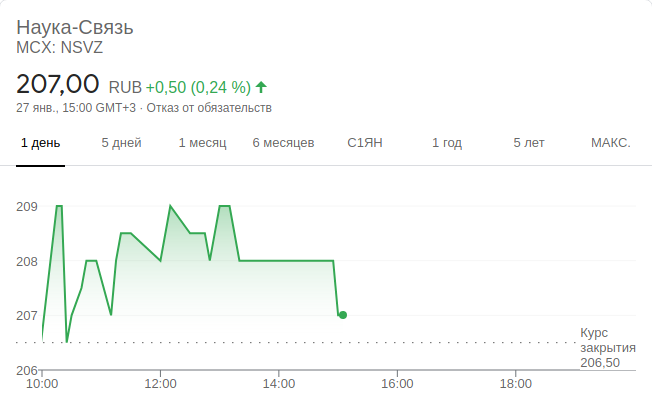 Наука-Связь
MCX: NSVZ
207,00 RUB +0,50 (0,24 %)
27 янв., 15:00 GMT+3 · Отказ от обязательств
1 день 5 дней 1 месяц 6 месяцев С1ЯН 1 год 5 лет МАКС.
209
208
207
Курс
закрытия
206,50
206
10:00 12:00 14:00 16:00 18:00